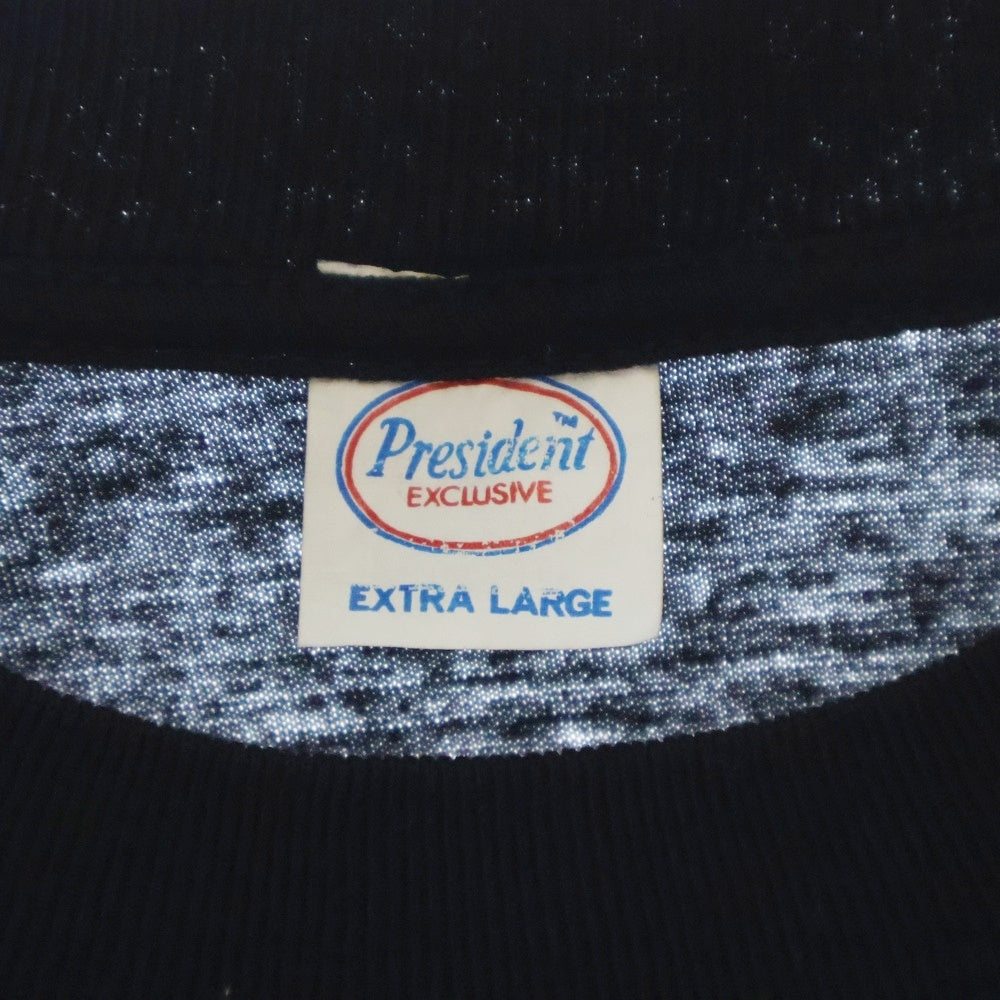 President™
EXCLUSIVE
EXTRA LARGE